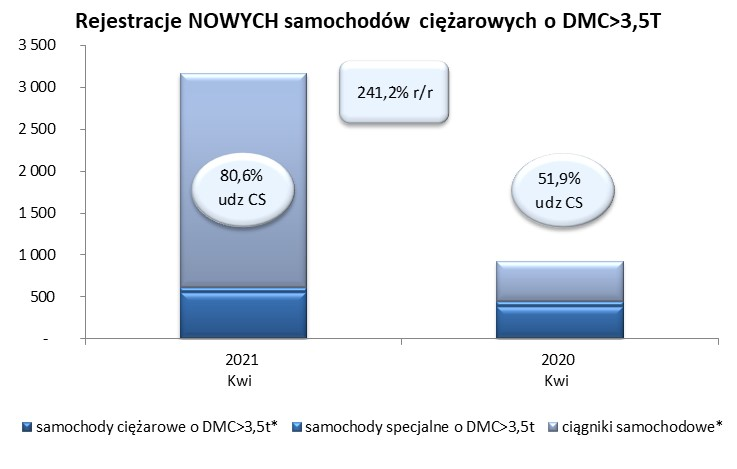 Rejestracje NOWYCH samochodów ciężarowych o DMC>3,5T
3 500
3 000
2 500
2 000
1 500
1 000
500
-
241,2% r/r
80,6%
udz CS
51,9%
udz CS
2021
Kwi
2020
Kwi
samochody ciężarowe o DMC>3,5t* samochody specjalne o DMC>3,5t ciągniki samochodowe*